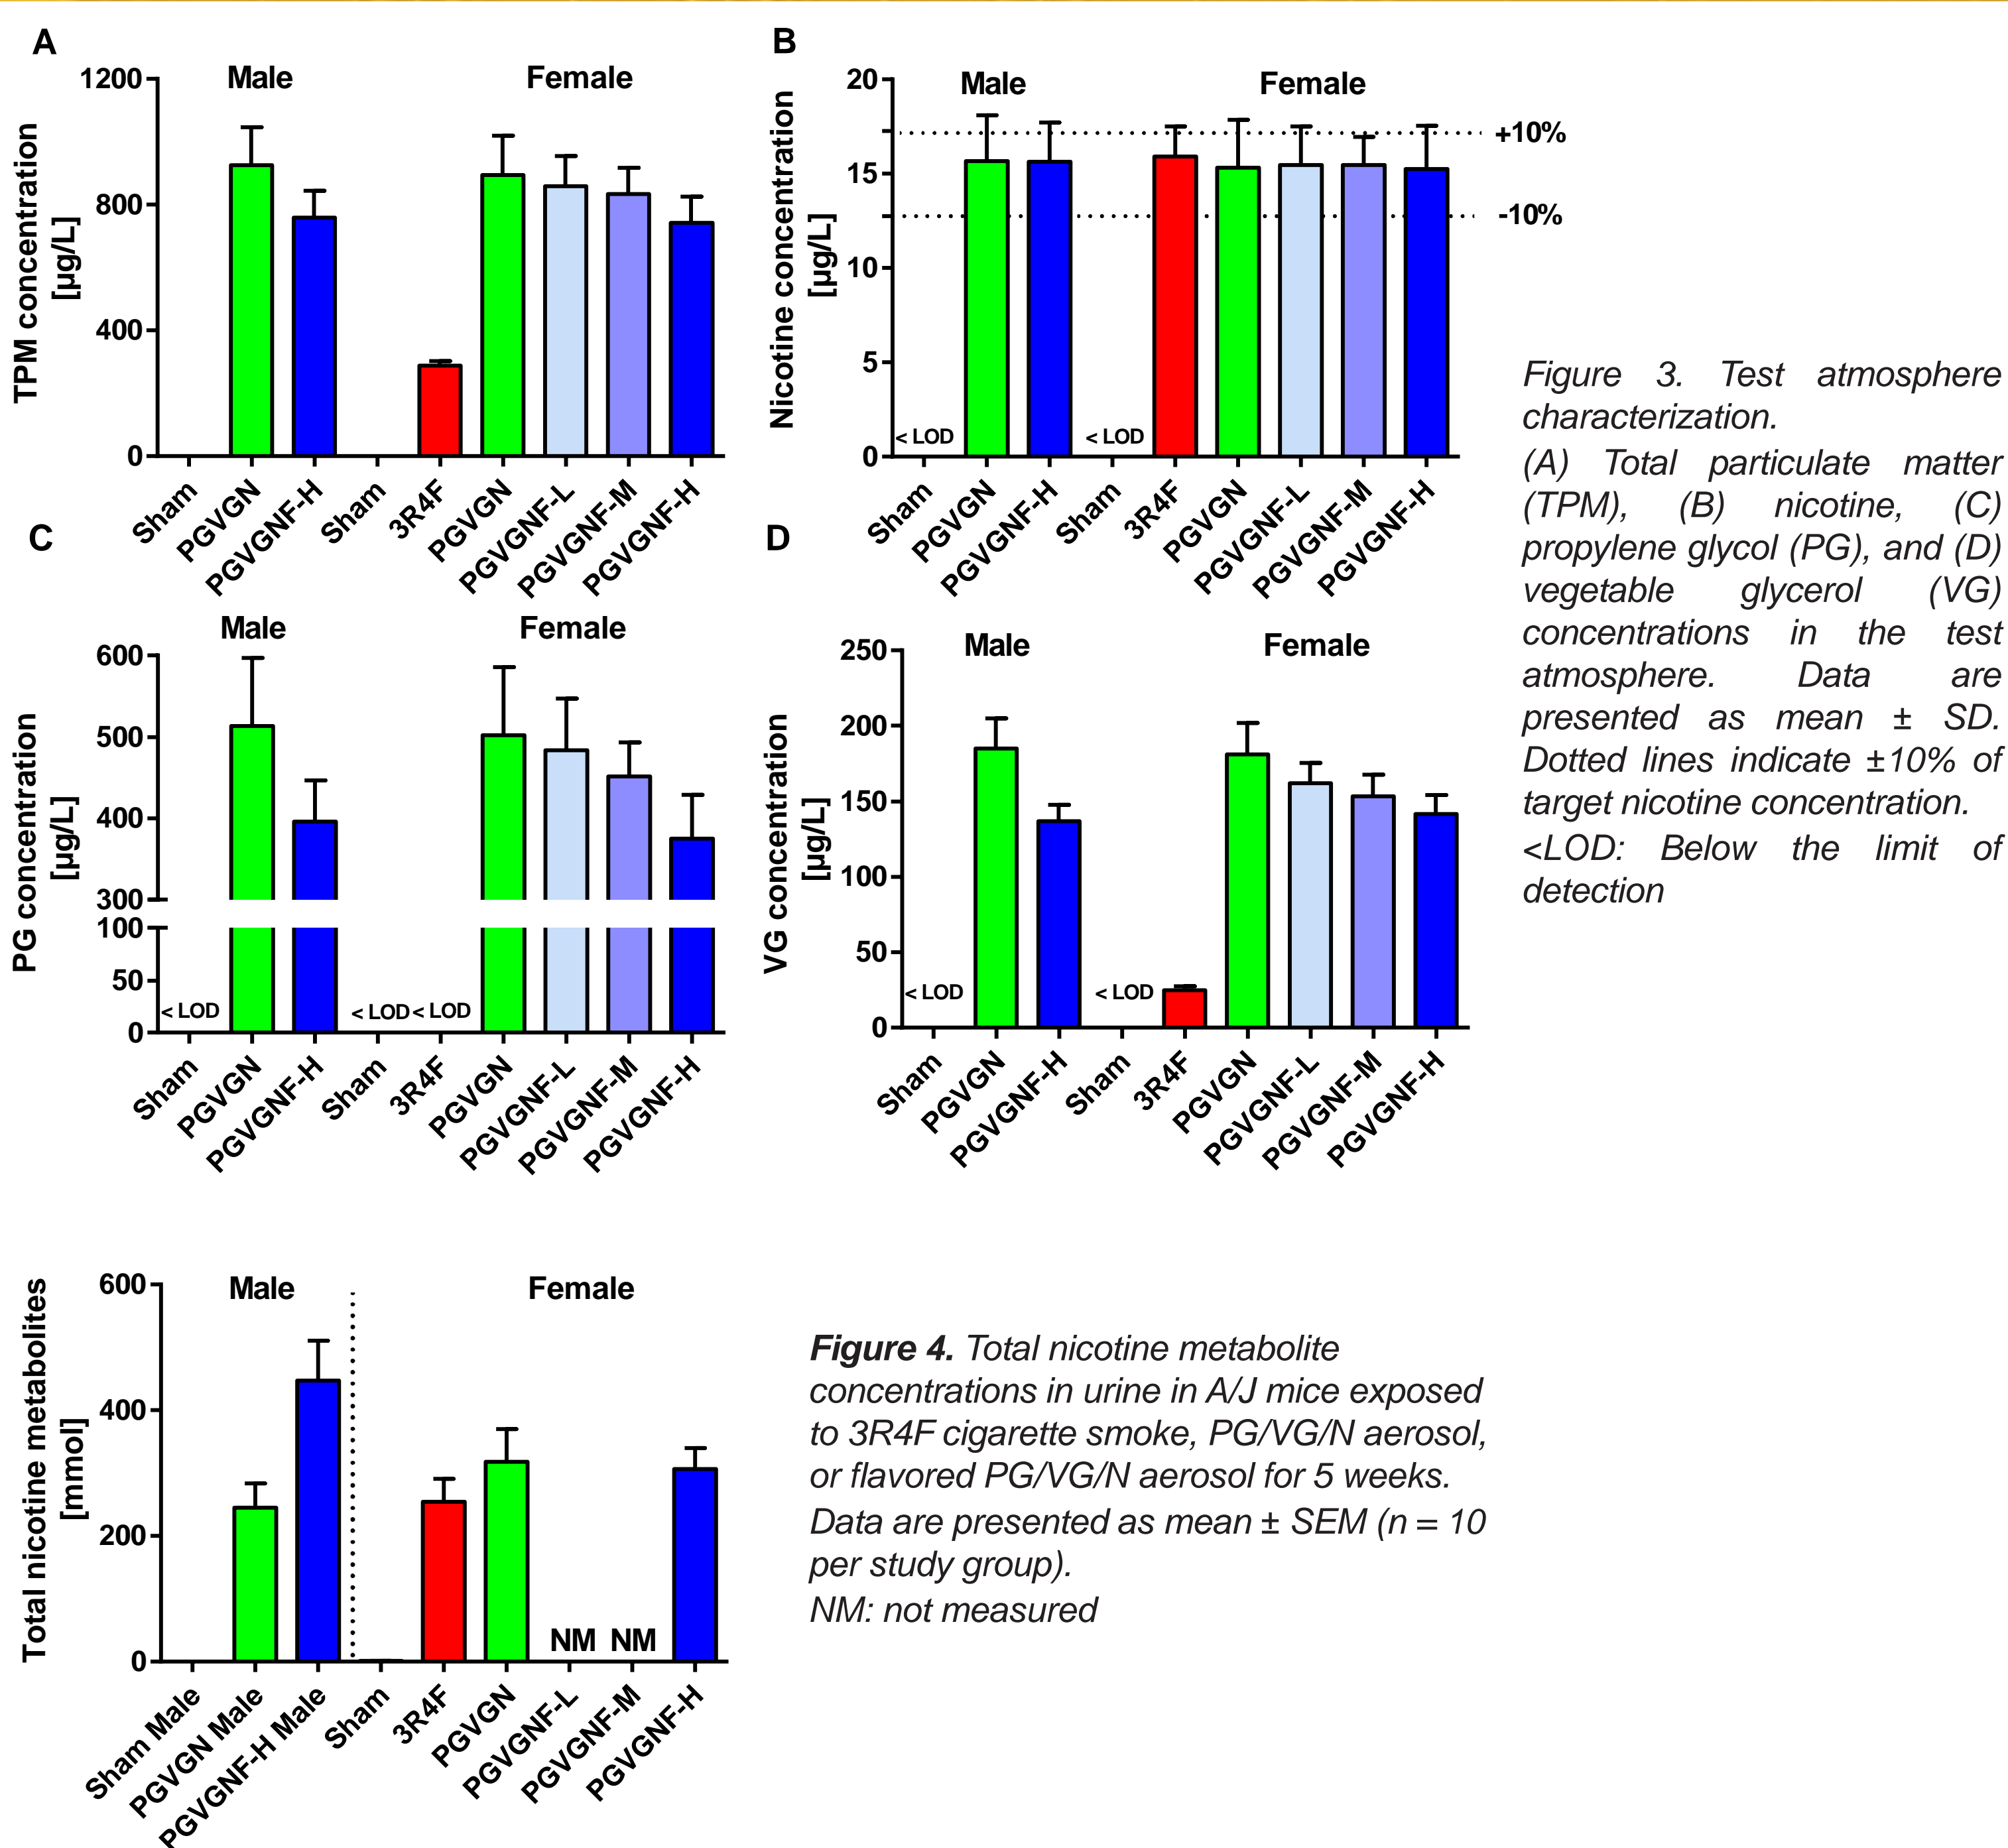 A
Male
Female
TPM concentration
[µg/L]
1200
800
400
0
Sham
PGVGN
PGVGNF-H
Sham
3R4F
PGVGN
PGVGNF-L
PGVGNF-M
PGVGNF-H
B
Male
Female
Nicotine concentration
[µg/L]
20
15
10
5
0
+10%
-10%
< LOD
< LOD
Sham
PGVGN
PGVGNF-H
Sham
3R4F
PGVGN
PGVGNF-L
PGVGNF-M
PGVGNF-H
C
Male
Female
PG concentration
[µg/L]
600
500
400
300
100
50
0
< LOD
< LOD
< LOD
Sham
PGVGN
PGVGNF-H
Sham
3R4F
PGVGN
PGVGNF-L
PGVGNF-M
PGVGNF-H
D
Male
Female
VG concentration
[µg/L]
250
200
150
100
50
0
< LOD
< LOD
Sham
PGVGN
PGVGNF-H
Sham
3R4F
PGVGN
PGVGNF-L
PGVGNF-M
PGVGNF-H
Figure 3. Test atmosphere
characterization.
(A) Total particulate matter
(TPM), (B) nicotine, (C)
propylene glycol (PG), and (D)
vegetable glycerol (VG)
concentrations in the test
atmosphere. Data are
presented as mean ± SD.
Dotted lines indicate ±10% of
target nicotine concentration.
<LOD: Below the limit of
detection
Male
Female
Total nicotine metabolites
[mmol]
600
400
200
0
NM
NM
Sham Male
PGVGN Male
PGVGNF-H Male
Sham
3R4F
PGVGN
PGVGNF-L
PGVGNF-M
PGVGNF-H
Figure 4. Total nicotine metabolite
concentrations in urine in A/J mice exposed
to 3R4F cigarette smoke, PG/VG/N aerosol,
or flavored PG/VG/N aerosol for 5 weeks.
Data are presented as mean ± SEM (n = 10
per study group).
NM: not measured